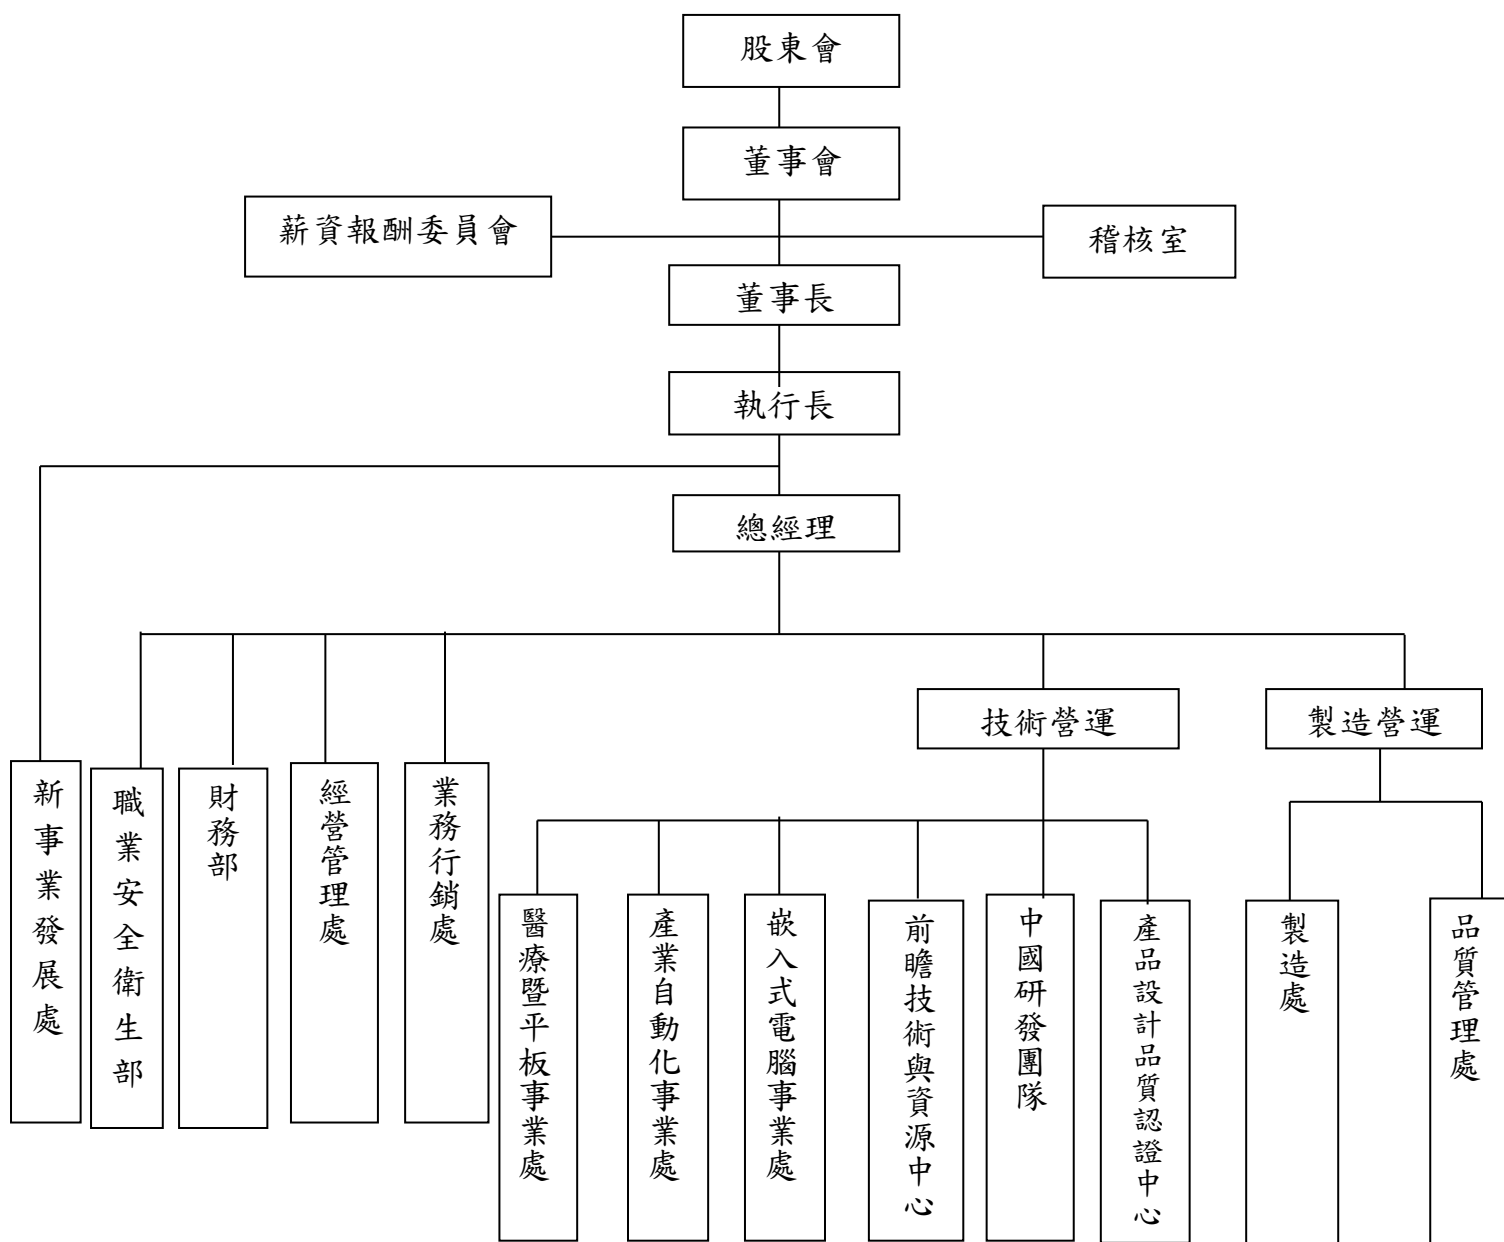 股東會
董事會
薪資報酬委員會
稽核室
董事長
執行長
總經理
技術營運
製造營運
新事業發展處
職業安全衛生部
財務部
經營管理處
業務行銷處
醫療暨平板事業處
產業自動化事業處
嵌入式電腦事業處
前瞻技術與資源中心
中國研發團隊
產品設計品質認證中心
製造處
品質管理處